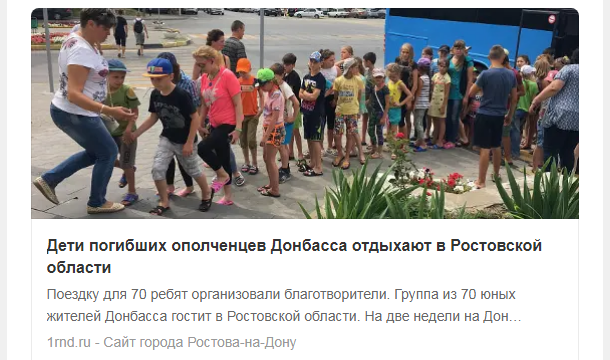 Дети погибших ополченцев Донбасса отдыхают в Ростовской
области
Поездку для 70 ребят организовали благотворители. Группа из 70 юных
жителей Донбасса гостит в Ростовской области. На две недели на Дон…
1rnd.ru - Сайт города Ростова-на-Дону